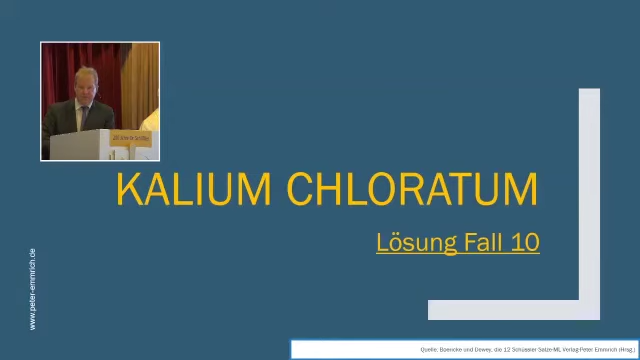 KALIUM CHLORATUM
Lösung Fall 10
www.peter-emmrich.de
Quelle: Boericke und Dewey, die 12 Schüssler-Salze-ML Verlag-Peter Emmrich (Hrsg.)